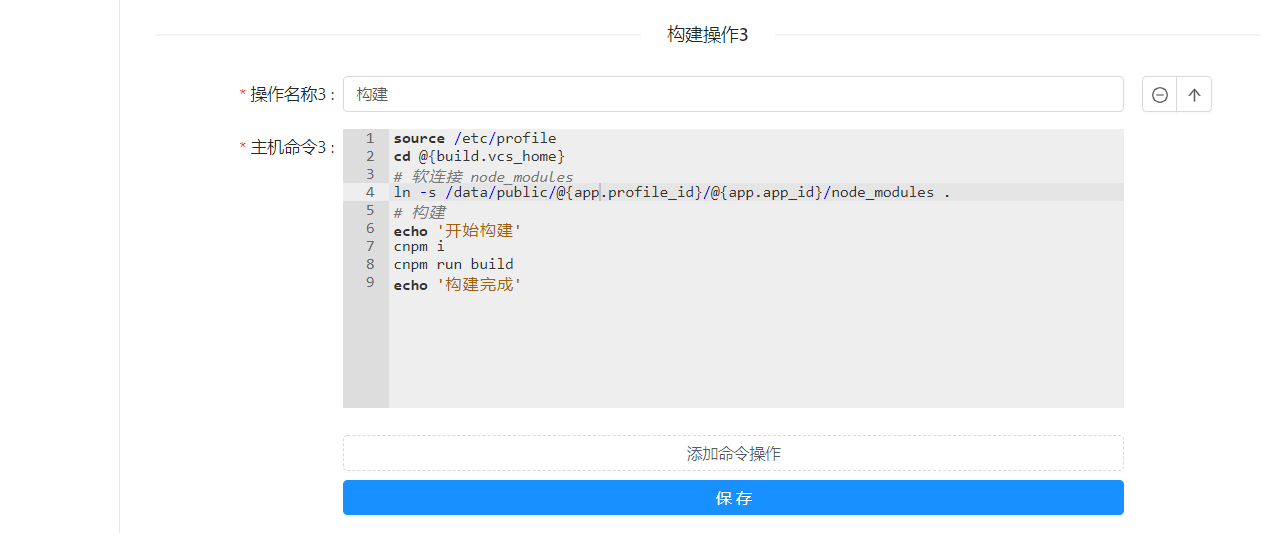 构建操作3
* 操作名称3 : 构建
* 主机命令3 :
1 source /etc/profile
2 cd @{build.vcs_home}
3 # 软连接 node_modules
4 ln -s /data/public/@{app.profile_id}/@{app.app_id}/node_modules .
5 # 构建
6 echo '开始构建'
7 cnpm i
8 cnpm run build
9 echo '构建完成'
添加命令操作
保 存